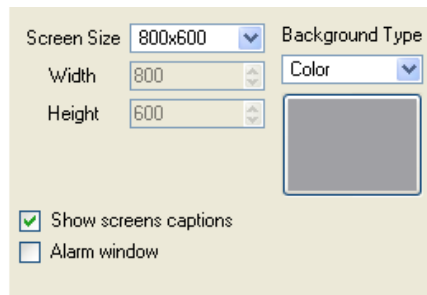 Screen Size 800x600 Background Type
Width 800 Color
Height 600
Show screens captions
Alarm window